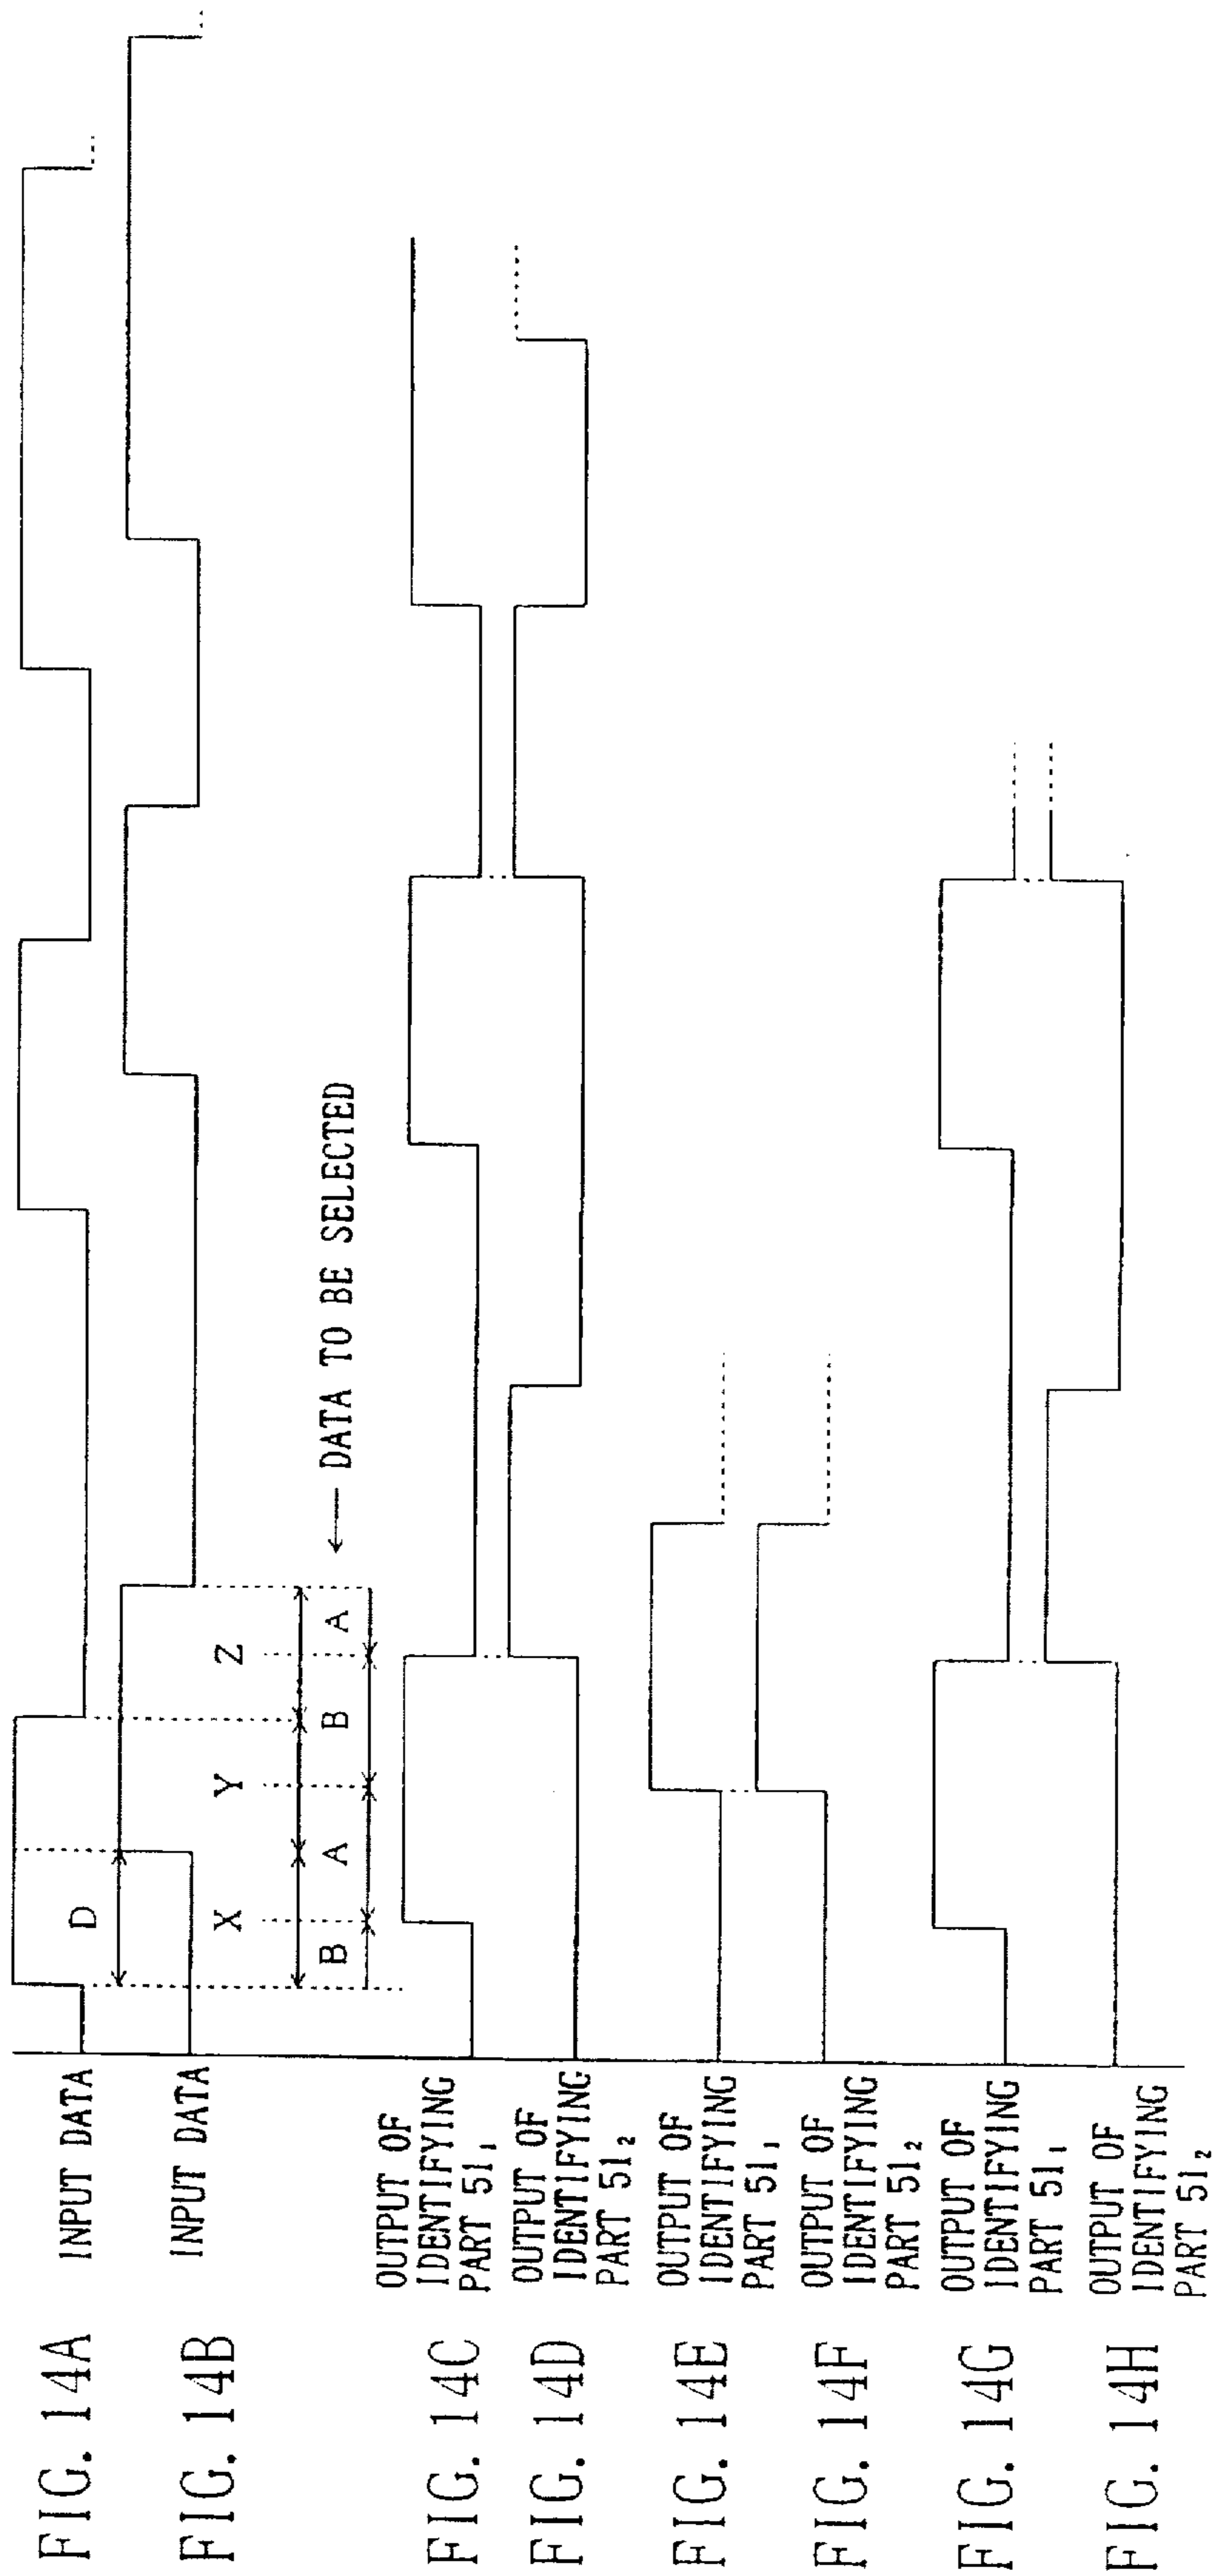 FIG. 14A
INPUT DATA
D
FIG. 14B
INPUT DATA
X
Y
Z
B
A
B
A
← DATA TO BE SELECTED
FIG. 14C
OUTPUT OF
IDENTIFYING
PART 51₁
FIG. 14D
OUTPUT OF
IDENTIFYING
PART 51₂
FIG. 14E
OUTPUT OF
IDENTIFYING
PART 51₁
FIG. 14F
OUTPUT OF
IDENTIFYING
PART 51₂
FIG. 14G
OUTPUT OF
IDENTIFYING
PART 51₁
FIG. 14H
OUTPUT OF
IDENTIFYING
PART 51₂